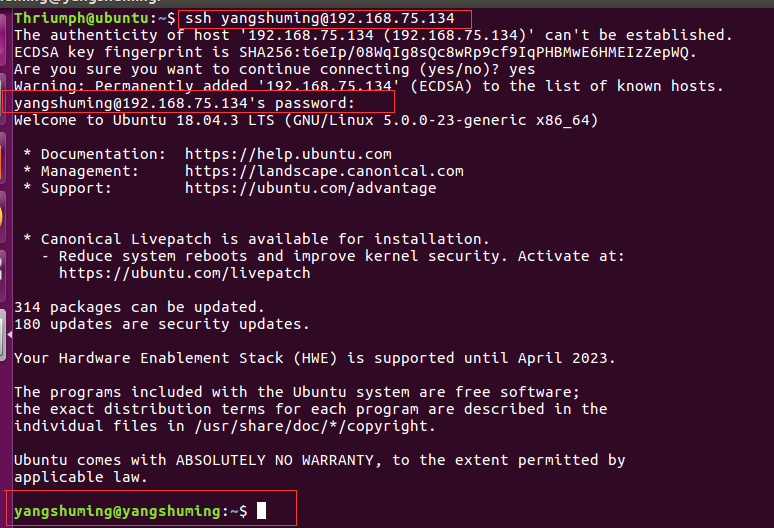 Thriumph@ubuntu:~$ ssh yangshuming@192.168.75.134
The authenticity of host '192.168.75.134 (192.168.75.134)' can't be established.
ECDSA key fingerprint is SHA256:t6eIp/08WqIg8sQc8wRp9cf9IqPHBMwE6HMEIzZepWQ.
Are you sure you want to continue connecting (yes/no)? yes
Warning: Permanently added '192.168.75.134' (ECDSA) to the list of known hosts.
yangshuming@192.168.75.134's password:
Welcome to Ubuntu 18.04.3 LTS (GNU/Linux 5.0.0-23-generic x86_64)
* Documentation:  https://help.ubuntu.com
* Management:     https://landscape.canonical.com
* Support:        https://ubuntu.com/advantage
* Canonical Livepatch is available for installation.
- Reduce system reboots and improve kernel security. Activate at:
https://ubuntu.com/livepatch
314 packages can be updated.
180 updates are security updates.
Your Hardware Enablement Stack (HWE) is supported until April 2023.
The programs included with the Ubuntu system are free software;
the exact distribution terms for each program are described in the
individual files in /usr/share/doc/*/copyright.
Ubuntu comes with ABSOLUTELY NO WARRANTY, to the extent permitted by
applicable law.
yangshuming@yangshuming:~$